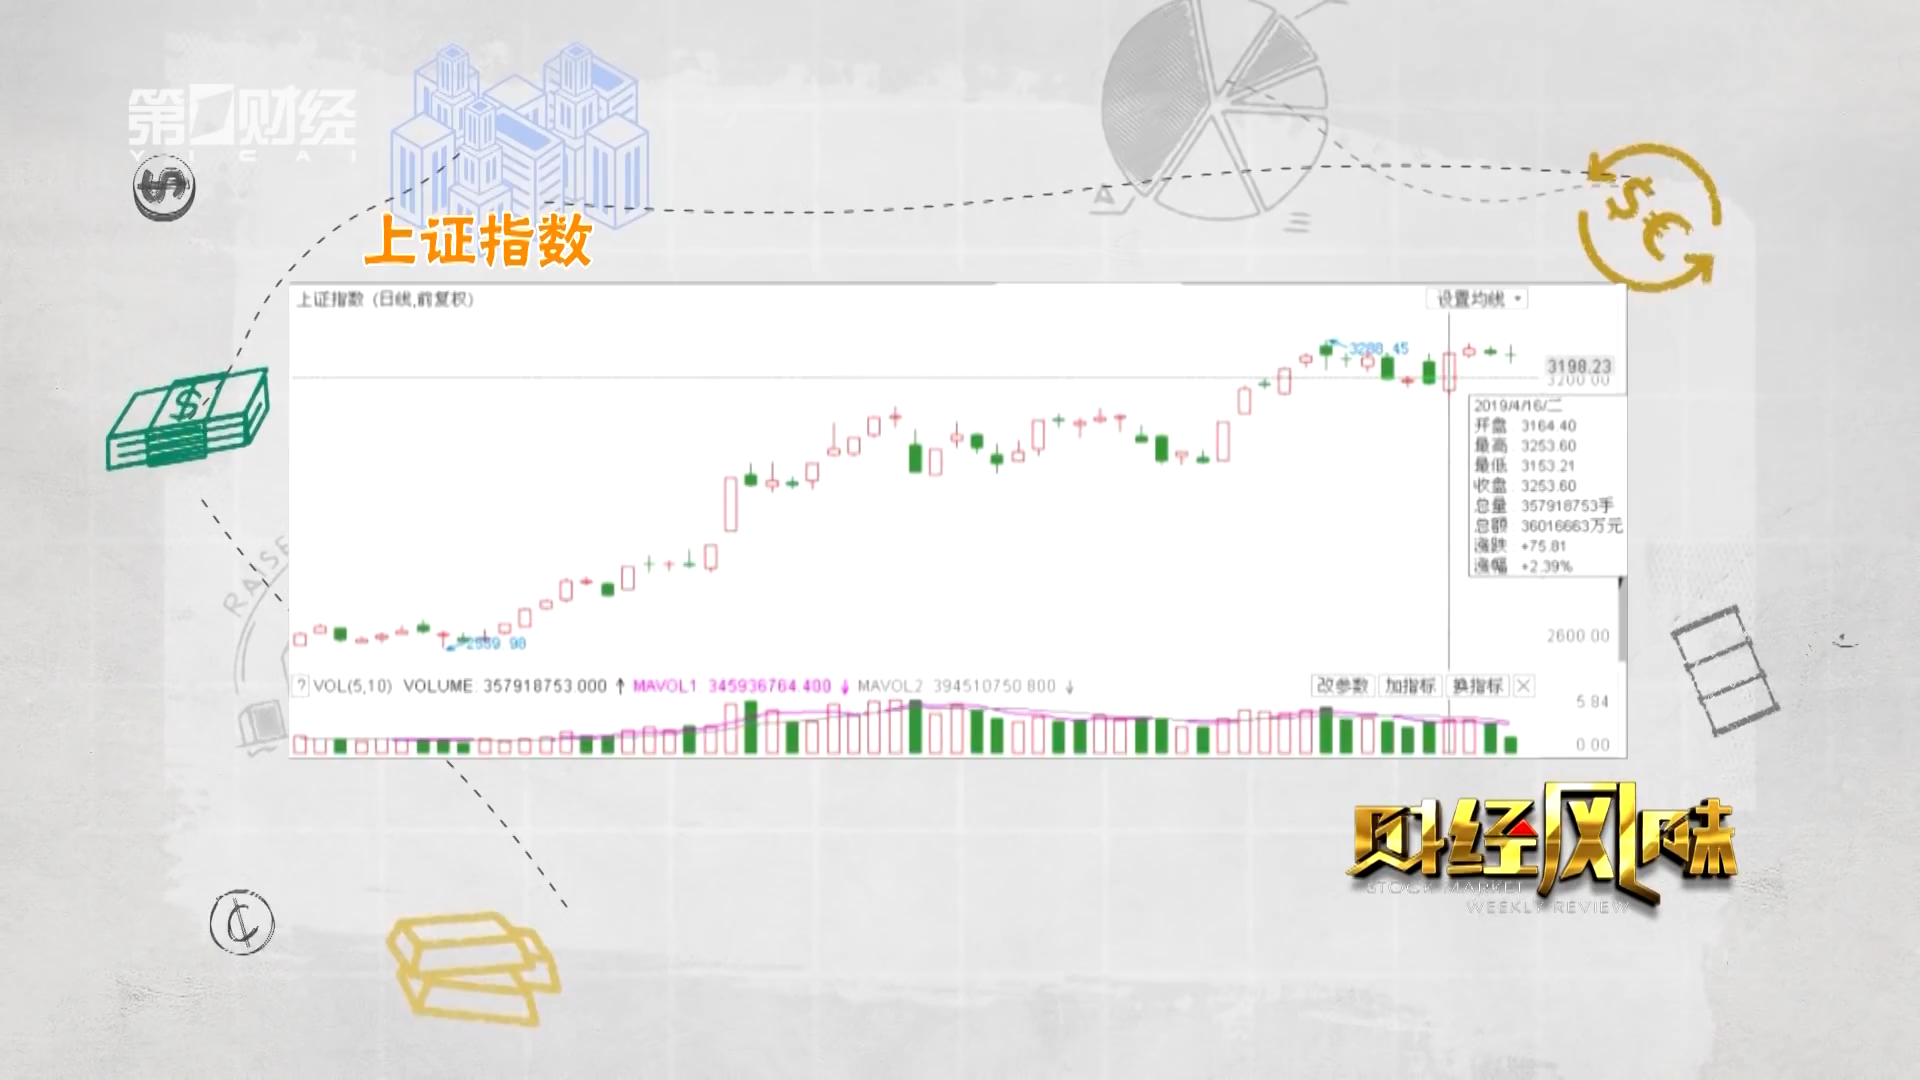 第一财经
YICAI
上证指数
上证指数 (日线,前复权)
设置均线
3288.45
3198.23
3200.00
2019/4/16/二
开盘 3164.40
最高 3253.60
最低 3153.21
收盘 3253.60
总量 357918753手
总额 36016663万元
涨跌 +75.81
涨幅 +2.39%
RAISE
2600.00
? VOL(5,10) VOLUME: 357918753.000 ↑ MAVOL1: 345936764.400 ↓ MAVOL2: 394510750.800 ↓
改参数 加指标 换指标 ×
5.84
0.00
财经风味
STOCK MARKET
WEEKLY REVIEW